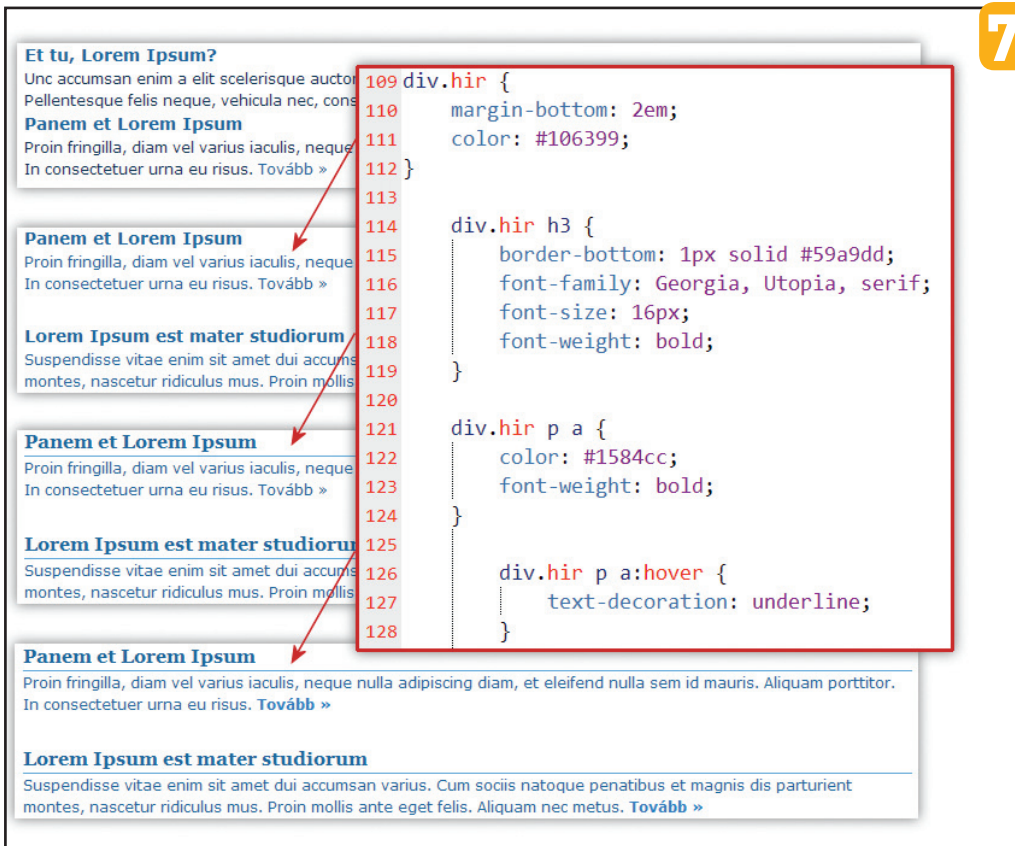 7
Et tu, Lorem Ipsum?
Unc accumsan enim a elit scelerisque auctor
Pellentesque felis neque, vehicula nec, cons
Panem et Lorem Ipsum
Proin fringilla, diam vel varius iaculis, neque
In consectetuer urna eu risus. Tovább »
Panem et Lorem Ipsum
Proin fringilla, diam vel varius iaculis, neque
In consectetuer urna eu risus. Tovább »
Lorem Ipsum est mater studiorum
Suspendisse vitae enim sit amet dui accums
montes, nascetur ridiculus mus. Proin mollis
Panem et Lorem Ipsum
Proin fringilla, diam vel varius iaculis, neque
In consectetuer urna eu risus. Tovább »
Lorem Ipsum est mater studiorum
Suspendisse vitae enim sit amet dui accums
montes, nascetur ridiculus mus. Proin mollis
109 div.hir {
110 margin-bottom: 2em;
111 color: #106399;
112 }
113
114 div.hir h3 {
115 border-bottom: 1px solid #59a9dd;
116 font-family: Georgia, Utopia, serif;
117 font-size: 16px;
118 font-weight: bold;
119 }
120
121 div.hir p a {
122 color: #1584cc;
123 font-weight: bold;
124 }
125
126 div.hir p a:hover {
127 text-decoration: underline;
128 }
Panem et Lorem Ipsum
Proin fringilla, diam vel varius iaculis, neque nulla adipiscing diam, et eleifend nulla sem id mauris. Aliquam porttitor.
In consectetuer urna eu risus. Tovább »
Lorem Ipsum est mater studiorum
Suspendisse vitae enim sit amet dui accumsan varius. Cum sociis natoque penatibus et magnis dis parturient
montes, nascetur ridiculus mus. Proin mollis ante eget felis. Aliquam nec metus. Tovább »